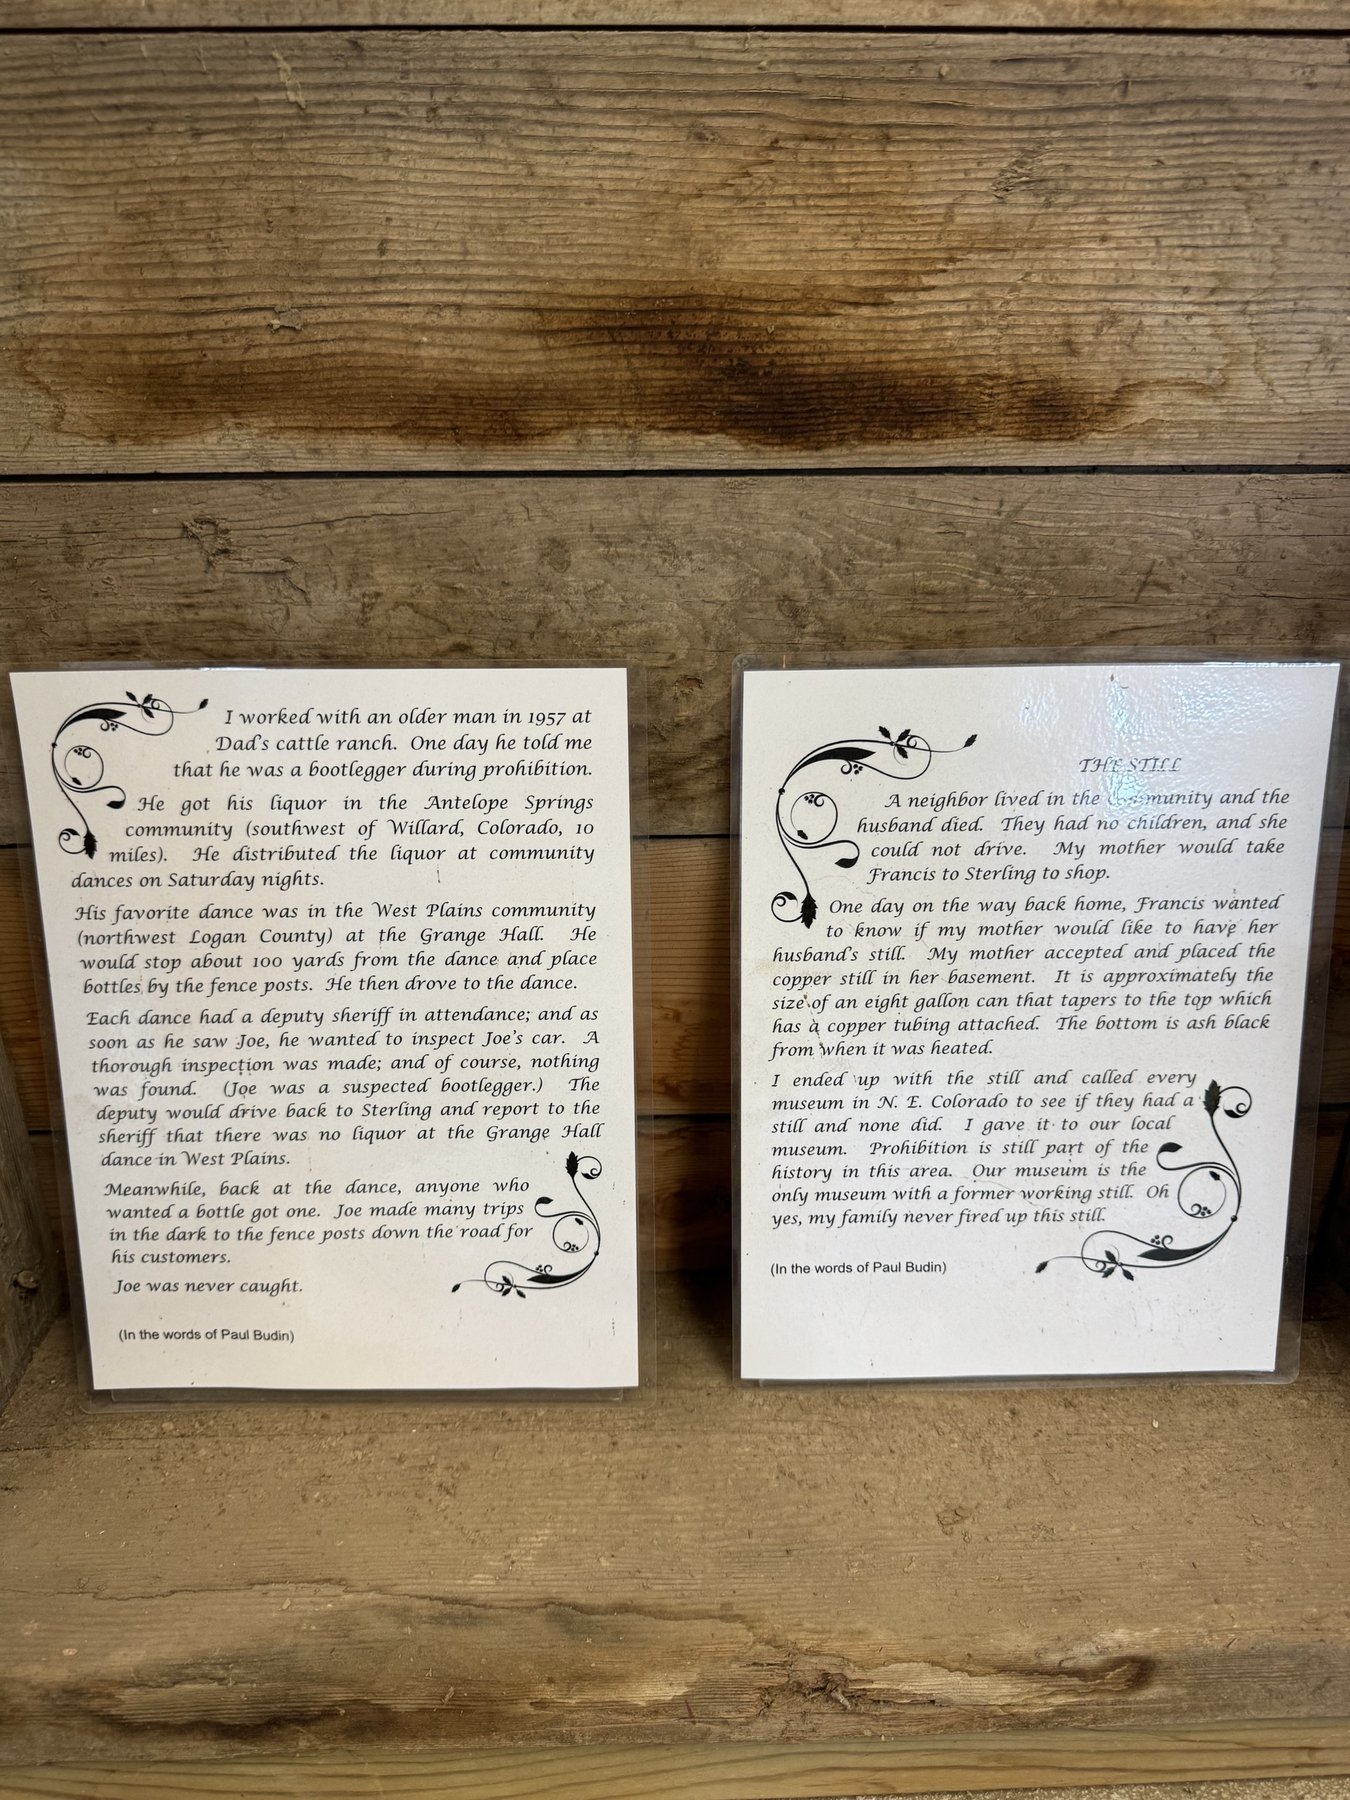 I worked with an older man in 1957 at
Dad's cattle ranch. One day he told me
that he was a bootlegger during prohibition.
He got his liquor in the Antelope Springs
community (southwest of Willard, Colorado, 10
miles). He distributed the liquor at community
dances on Saturday nights.
His favorite dance was in the West Plains community
(northwest Logan County) at the Grange Hall. He
would stop about 100 yards from the dance and place
bottles by the fence posts. He then drove to the dance.
Each dance had a deputy sheriff in attendance; and as
soon as he saw Joe, he wanted to inspect Joe's car. A
thorough inspection was made; and of course, nothing
was found. (Joe was a suspected bootlegger.) The
deputy would drive back to Sterling and report to the
sheriff that there was no liquor at the Grange Hall
dance in West Plains.
Meanwhile, back at the dance, anyone who
wanted a bottle got one. Joe made many trips
in the dark to the fence posts down the road for
his customers.
Joe was never caught.
(In the words of Paul Budin)
THE STILL
A neighbor lived in the community and the
husband died. They had no children, and she
could not drive. My mother would take
Francis to Sterling to shop.
One day on the way back home, Francis wanted
to know if my mother would like to have her
husband's still. My mother accepted and placed the
copper still in her basement. It is approximately the
size of an eight gallon can that tapers to the top which
has a copper tubing attached. The bottom is ash black
from when it was heated.
I ended up with the still and called every
museum in N. E. Colorado to see if they had a
still and none did. I gave it to our local
museum. Prohibition is still part of the
history in this area. Our museum is the
only museum with a former working still. Oh
yes, my family never fired up this still.
(In the words of Paul Budin)